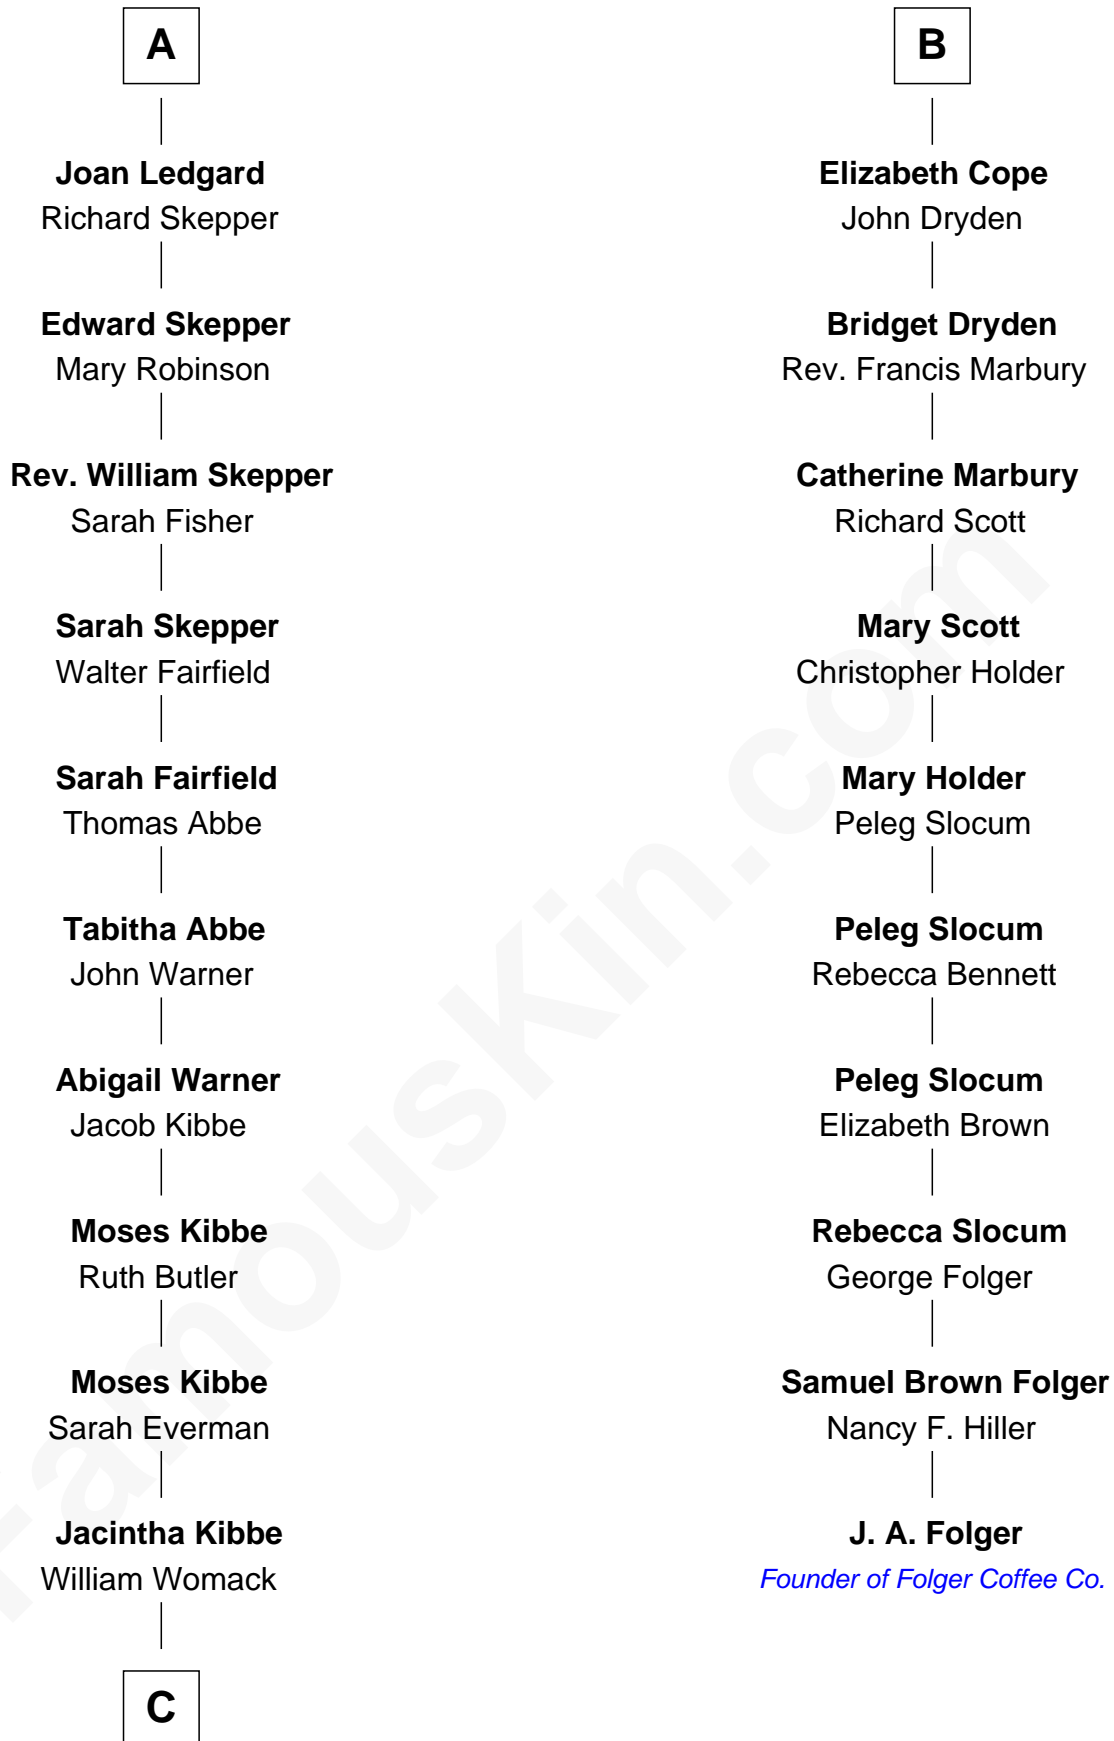 A
Joan Ledgard
Richard Skepper
Edward Skepper
Mary Robinson
Rev. William Skepper
Sarah Fisher
Sarah Skepper
Walter Fairfield
Sarah Fairfield
Thomas Abbe
Tabitha Abbe
John Warner
Abigail Warner
Jacob Kibbe
Moses Kibbe
Ruth Butler
Moses Kibbe
Sarah Everman
Jacintha Kibbe
William Womack
C
B
Elizabeth Cope
John Dryden
Bridget Dryden
Rev. Francis Marbury
Catherine Marbury
Richard Scott
Mary Scott
Christopher Holder
Mary Holder
Peleg Slocum
Peleg Slocum
Rebecca Bennett
Peleg Slocum
Elizabeth Brown
Rebecca Slocum
George Folger
Samuel Brown Folger
Nancy F. Hiller
J. A. Folger
Founder of Folger Coffee Co.
FamousKin.com